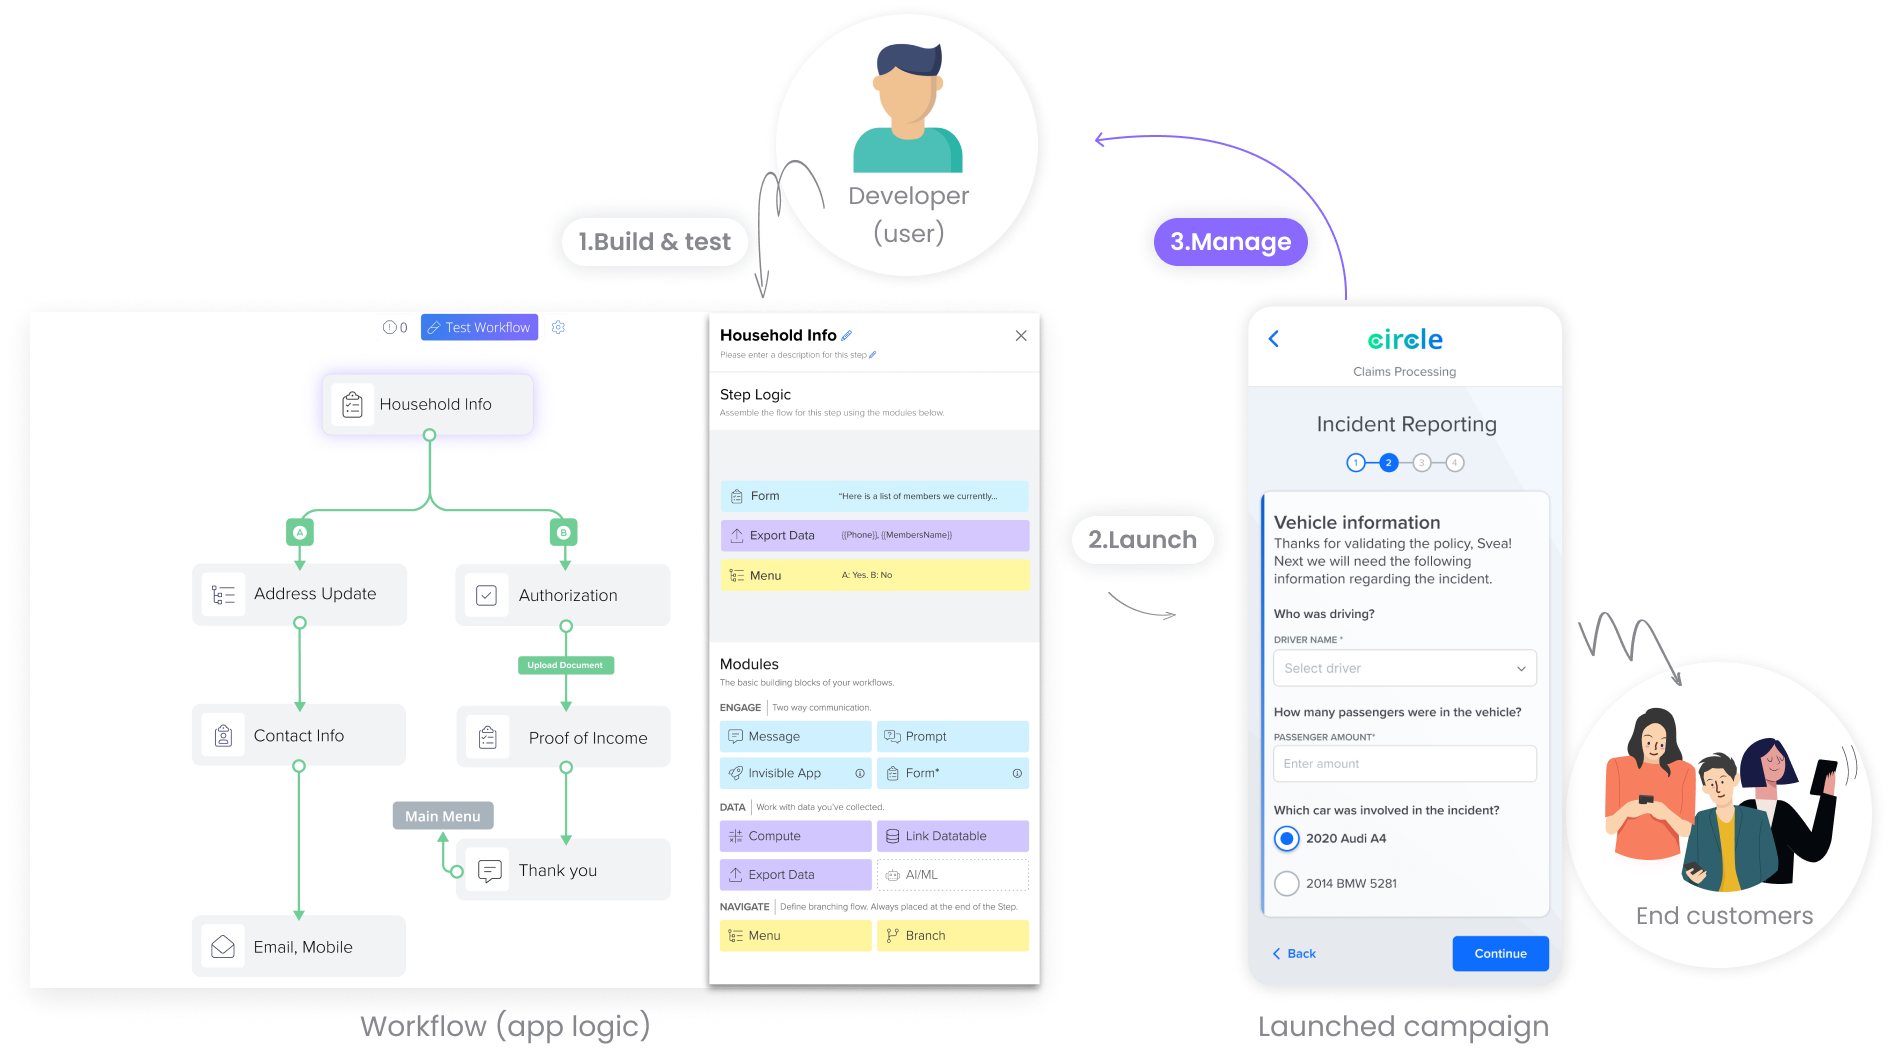 Developer
(user)
1.Build & test
3.Manage
0
Test Workflow
Household Info
A
B
Address Update
Authorization
Upload Document
Contact Info
Proof of Income
Main Menu
Thank you
Email, Mobile
Workflow (app logic)
Household Info
Please enter a description for this step
Step Logic
Assemble the flow for this step using the modules below.
Form "Here is a list of members we currently...
Export Data {{Phone}}, {{MembersName}}
Menu A: Yes. B: No
Modules
The basic building blocks of your workflows.
ENGAGE Two way communication.
Message Prompt
Invisible App Form*
DATA Work with data you've collected.
Compute Link Datatable
Export Data AI/ML
NAVIGATE Define branching flow. Always placed at the end of the Step.
Menu Branch
2.Launch
circle
Claims Processing
Incident Reporting
1 2 3 4
Vehicle information
Thanks for validating the policy, Svea!
Next we will need the following
information regarding the incident.
Who was driving?
DRIVER NAME *
Select driver
How many passengers were in the vehicle?
PASSENGER AMOUNT*
Enter amount
Which car was involved in the incident?
2020 Audi A4
2014 BMW 5281
Back Continue
Launched campaign
End customers